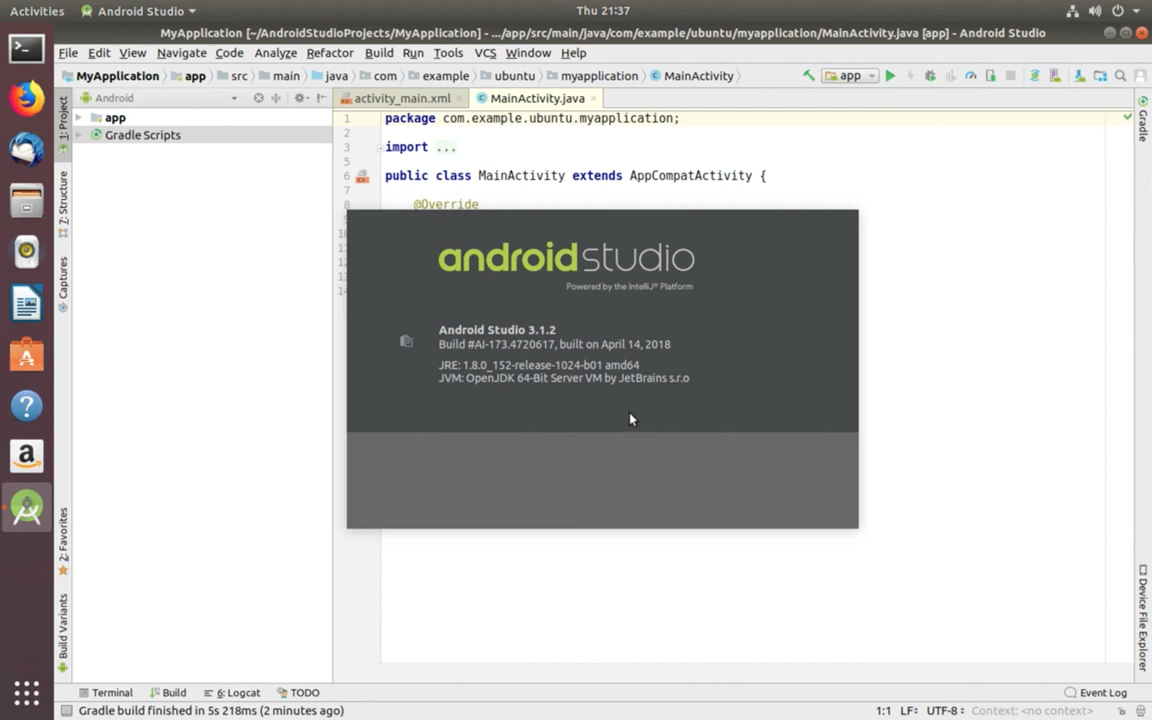 Activities
Android Studio
Thu 21:37
MyApplication [~/AndroidStudioProjects/MyApplication] - .../app/src/main/java/com/example/ubuntu/myapplication/MainActivity.java [app] - Android Studio
File Edit View Navigate Code Analyze Refactor Build Run Tools VCS Window Help
MyApplication app src main java com example ubuntu myapplication MainActivity
app
1: Project
Android
activity_main.xml
MainActivity.java
Gradle
app
Gradle Scripts
1 package com.example.ubuntu.myapplication;
2
3 import ...
5
6 public class MainActivity extends AppCompatActivity {
7
8 @Override
7: Structure
Captures
androidstudio
Powered by the IntelliJ® Platform
Android Studio 3.1.2
Build #AI-173.4720617, built on April 14, 2018
JRE: 1.8.0_152-release-1024-b01 amd64
JVM: OpenJDK 64-Bit Server VM by JetBrains s.r.o
2: Favorites
Build Variants
Device File Explorer
Terminal Build 6: Logcat TODO
Event Log
Gradle build finished in 5s 218ms (2 minutes ago)
1:1 LF: UTF-8: Context: <no context>